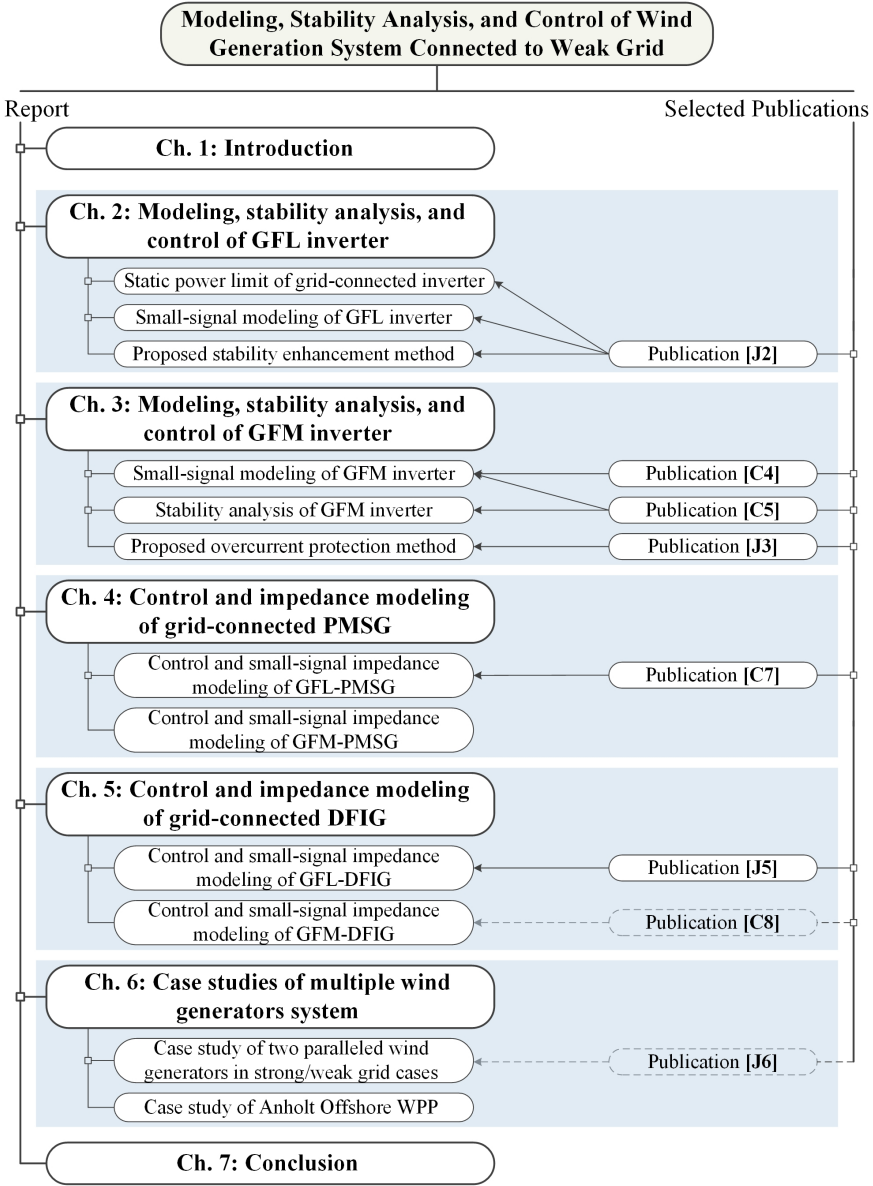 Modeling, Stability Analysis, and Control of Wind
Generation System Connected to Weak Grid
Report
Selected Publications
Ch. 1: Introduction
Ch. 2: Modeling, stability analysis, and
control of GFL inverter
Static power limit of grid-connected inverter
Small-signal modeling of GFL inverter
Proposed stability enhancement method
Publication [J2]
Ch. 3: Modeling, stability analysis, and
control of GFM inverter
Small-signal modeling of GFM inverter
Publication [C4]
Stability analysis of GFM inverter
Publication [C5]
Proposed overcurrent protection method
Publication [J3]
Ch. 4: Control and impedance modeling
of grid-connected PMSG
Control and small-signal impedance
modeling of GFL-PMSG
Publication [C7]
Control and small-signal impedance
modeling of GFM-PMSG
Ch. 5: Control and impedance modeling
of grid-connected DFIG
Control and small-signal impedance
modeling of GFL-DFIG
Publication [J5]
Control and small-signal impedance
modeling of GFM-DFIG
Publication [C8]
Ch. 6: Case studies of multiple wind
generators system
Case study of two paralleled wind
generators in strong/weak grid cases
Publication [J6]
Case study of Anholt Offshore WPP
Ch. 7: Conclusion